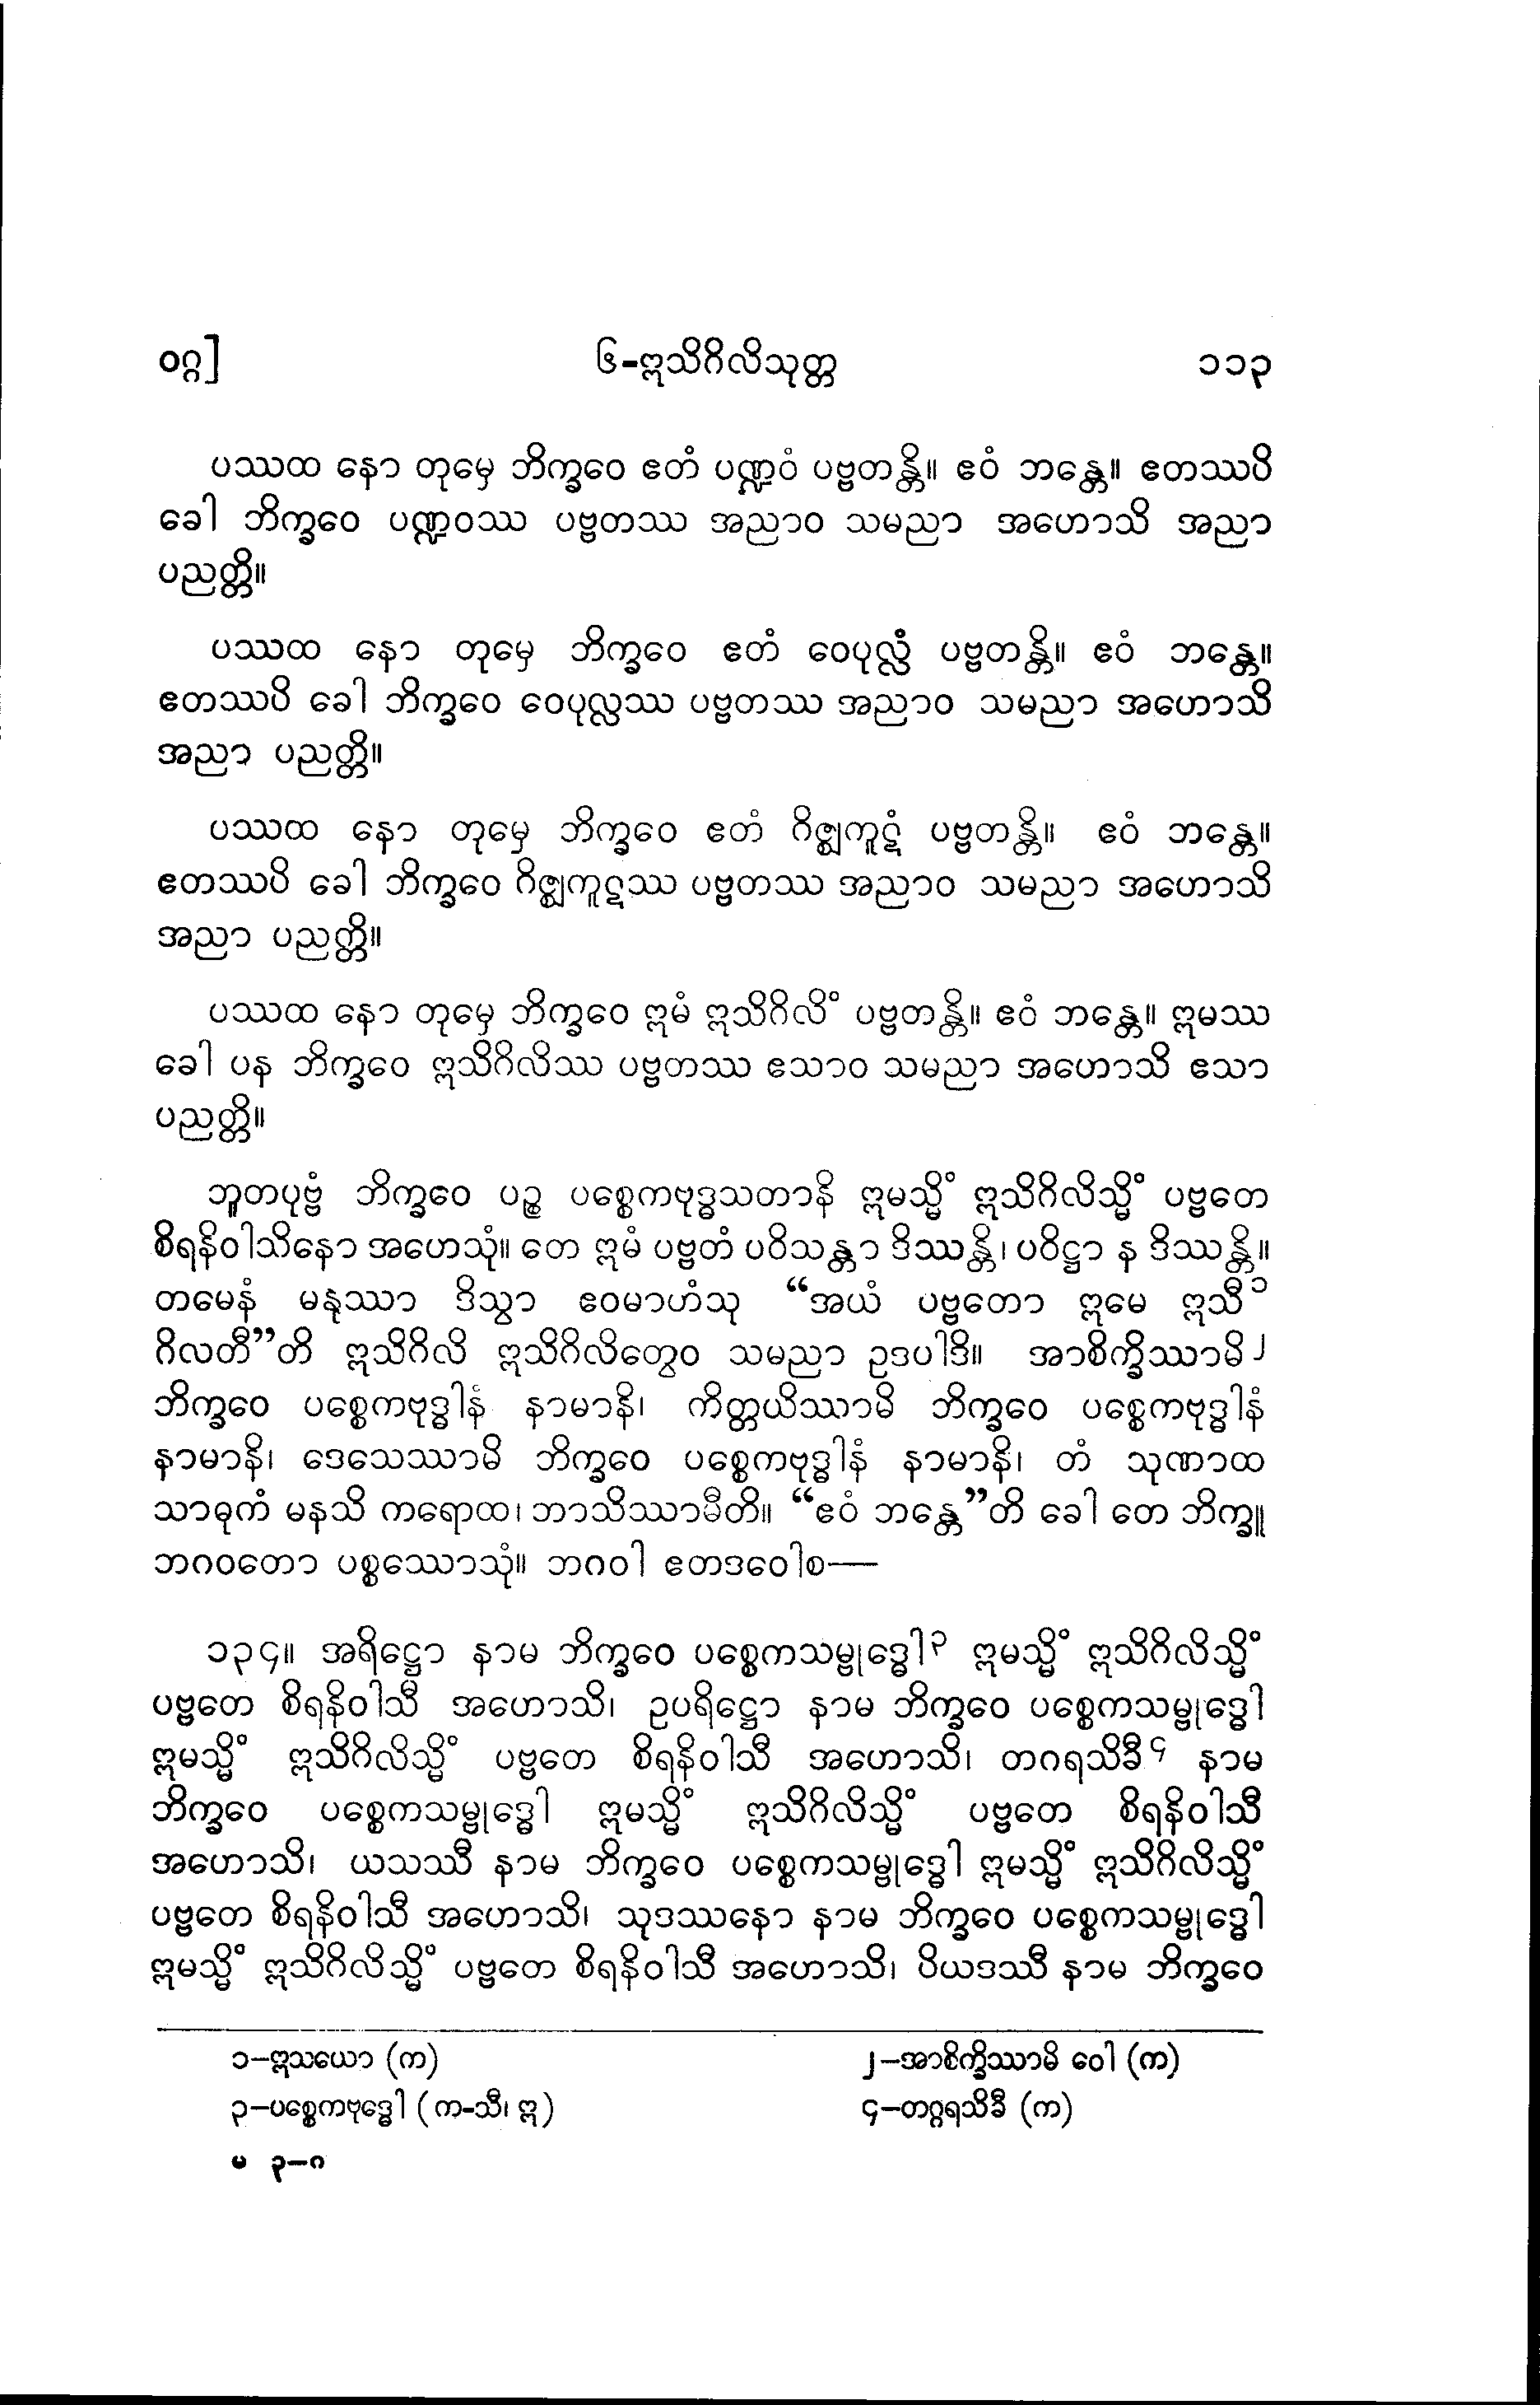 ဝဂ္ဂ] ၆-ဣသိဂိလိသုတ္တ ၁၁၃
ပဿထ နော တုမှေ ဘိက္ခဝေ ဧတံ ပဏ္ဍဝံ ပဗ္ဗတန္တိ။ ဧဝံ ဘန္တေ။ ဧတဿပိ
ခေါ ဘိက္ခဝေ ပဏ္ဍဝဿ ပဗ္ဗတဿ အညာဝ သမညာ အဟောသိ အညာ
ပညတ္တိ။
ပဿထ နော တုမှေ ဘိက္ခဝေ ဧတံ ဝေပုလ္လံ ပဗ္ဗတန္တိ။ ဧဝံ ဘန္တေ။
ဧတဿပိ ခေါ ဘိက္ခဝေ ဝေပုလ္လဿ ပဗ္ဗတဿ အညာဝ သမညာ အဟောသိ
အညာ ပညတ္တိ။
ပဿထ နော တုမှေ ဘိက္ခဝေ ဧတံ ဂိဇ္ဈကူဋံ ပဗ္ဗတန္တိ။ ဧဝံ ဘန္တေ။
ဧတဿပိ ခေါ ဘိက္ခဝေ ဂိဇ္ဈကူဋဿ ပဗ္ဗတဿ အညာဝ သမညာ အဟောသိ
အညာ ပညတ္တိ။
ပဿထ နော တုမှေ ဘိက္ခဝေ ဣမံ ဣသိဂိလိံ ပဗ္ဗတန္တိ။ ဧဝံ ဘန္တေ။ ဣမဿ
ခေါ ပန ဘိက္ခဝေ ဣသိဂိလိဿ ပဗ္ဗတဿ ဧသာဝ သမညာ အဟောသိ ဧသာ
ပညတ္တိ။
ဘူတပုဗ္ဗံ ဘိက္ခဝေ ပဉ္စ ပစ္စေကဗုဒ္ဓသတာနိ ဣမသ္မိံ ဣသိဂိလိသ္မိံ ပဗ္ဗတေ
စိရနိဝါသိနော အဟေသုံ။ တေ ဣမံ ပဗ္ဗတံ ပဝိသန္တာ ဒိဿန္တိ၊ ပဝိဋ္ဌာ န ဒိဿန္တိ။
တမေနံ မနုဿာ ဒိသွာ ဧဝမာဟံသု “အယံ ပဗ္ဗတော ဣမေ ဣသီ၁
ဂိလတီ”တိ ဣသိဂိလိ ဣသိဂိလိတွေဝ သမညာ ဥဒပါဒိ။ အာစိက္ခိဿာမိ၂
ဘိက္ခဝေ ပစ္စေကဗုဒ္ဓါနံ နာမာနိ၊ ကိတ္တယိဿာမိ ဘိက္ခဝေ ပစ္စေကဗုဒ္ဓါနံ
နာမာနိ၊ ဒေသေဿာမိ ဘိက္ခဝေ ပစ္စေကဗုဒ္ဓါနံ နာမာနိ၊ တံ သုဏာထ
သာဓုကံ မနသိ ကရောထ၊ ဘာသိဿာမီတိ။ “ဧဝံ ဘန္တေ”တိ ခေါ တေ ဘိက္ခူ
ဘဂဝတော ပစ္စဿောသုံ။ ဘဂဝါ ဧတဒဝေါစ—
၁၃၄။ အရိဋ္ဌော နာမ ဘိက္ခဝေ ပစ္စေကသမ္ဗုဒ္ဓေါ၃ ဣမသ္မိံ ဣသိဂိလိသ္မိံ
ပဗ္ဗတေ စိရနိဝါသီ အဟောသိ၊ ဥပရိဋ္ဌော နာမ ဘိက္ခဝေ ပစ္စေကသမ္ဗုဒ္ဓေါ
ဣမသ္မိံ ဣသိဂိလိသ္မိံ ပဗ္ဗတေ စိရနိဝါသီ အဟောသိ၊ တဂရသိခီ၄ နာမ
ဘိက္ခဝေ ပစ္စေကသမ္ဗုဒ္ဓေါ ဣမသ္မိံ ဣသိဂိလိသ္မိံ ပဗ္ဗတေ စိရနိဝါသီ
အဟောသိ၊ ယသဿီ နာမ ဘိက္ခဝေ ပစ္စေကသမ္ဗုဒ္ဓေါ ဣမသ္မိံ ဣသိဂိလိသ္မိံ
ပဗ္ဗတေ စိရနိဝါသီ အဟောသိ၊ သုဒဿနော နာမ ဘိက္ခဝေ ပစ္စေကသမ္ဗုဒ္ဓေါ
ဣမသ္မိံ ဣသိဂိလိသ္မိံ ပဗ္ဗတေ စိရနိဝါသီ အဟောသိ၊ ပိယဒဿီ နာမ ဘိက္ခဝေ
၁—ဣသယော (က) ၂—အာစိက္ခိဿာမိ ဝေါ (က)
၃—ပစ္စေကဗုဒ္ဓေါ (က-သီ၊ ဣ) ၄—တဂ္ဂရသိခီ (က)
မ ၃—ဂ